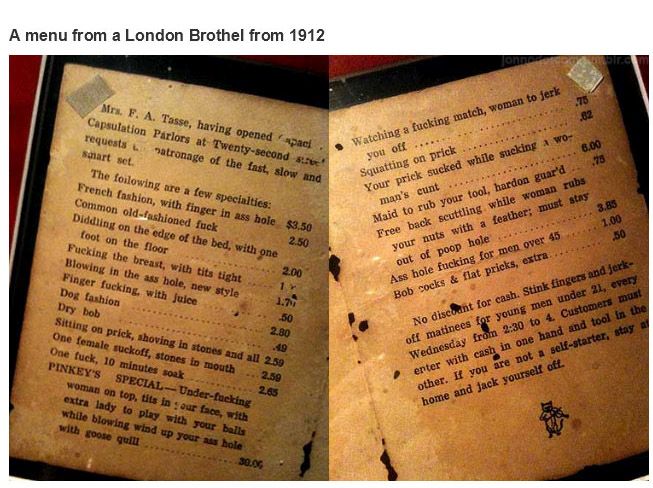 A menu from a London Brothel from 1912
Mrs. F. A. Tasse, having opened
Capsulation Parlors at Twenty-second street
requests patronage of the fast, slow and
smart set.
The following are a few specialties:
French fashion, with finger in ass hole $3.50
Common old-fashioned fuck 2.50
Diddling on the edge of the bed, with one
foot on the floor 2.00
Fucking the breast, with tits tight
Blowing in the ass hole, new style
Finger fucking, with juice .50
Dog fashion 2.80
Dry bob .49
Sitting on prick, shoving in stones and all 2.59
One female suckoff, stones in mouth 2.59
One fuck, 10 minutes soak 2.65
PINKEY'S SPECIAL—Under-fucking
woman on top, tits in your face, with
extra lady to play with your balls
while blowing wind up your ass hole
with goose quill 30.00
Watching a fucking match, woman to jerk
you off .75
Squatting on prick .62
Your prick sucked while sucking a wo-
man's cunt 6.00
Maid to rub your tool, hardon guar'd .75
Free back scuttling while woman rubs
your nuts with a feather; must stay
out of poop hole 3.85
Ass hole fucking for men over 45 1.00
Bob cocks & flat pricks, extra .50
No discount for cash. Stink fingers and jerk-
off matinees for young men under 21, every
Wednesday from 2:30 to 4. Customers must
enter with cash in one hand and tool in the
other. If you are not a self-starter, stay at
home and jack yourself off.